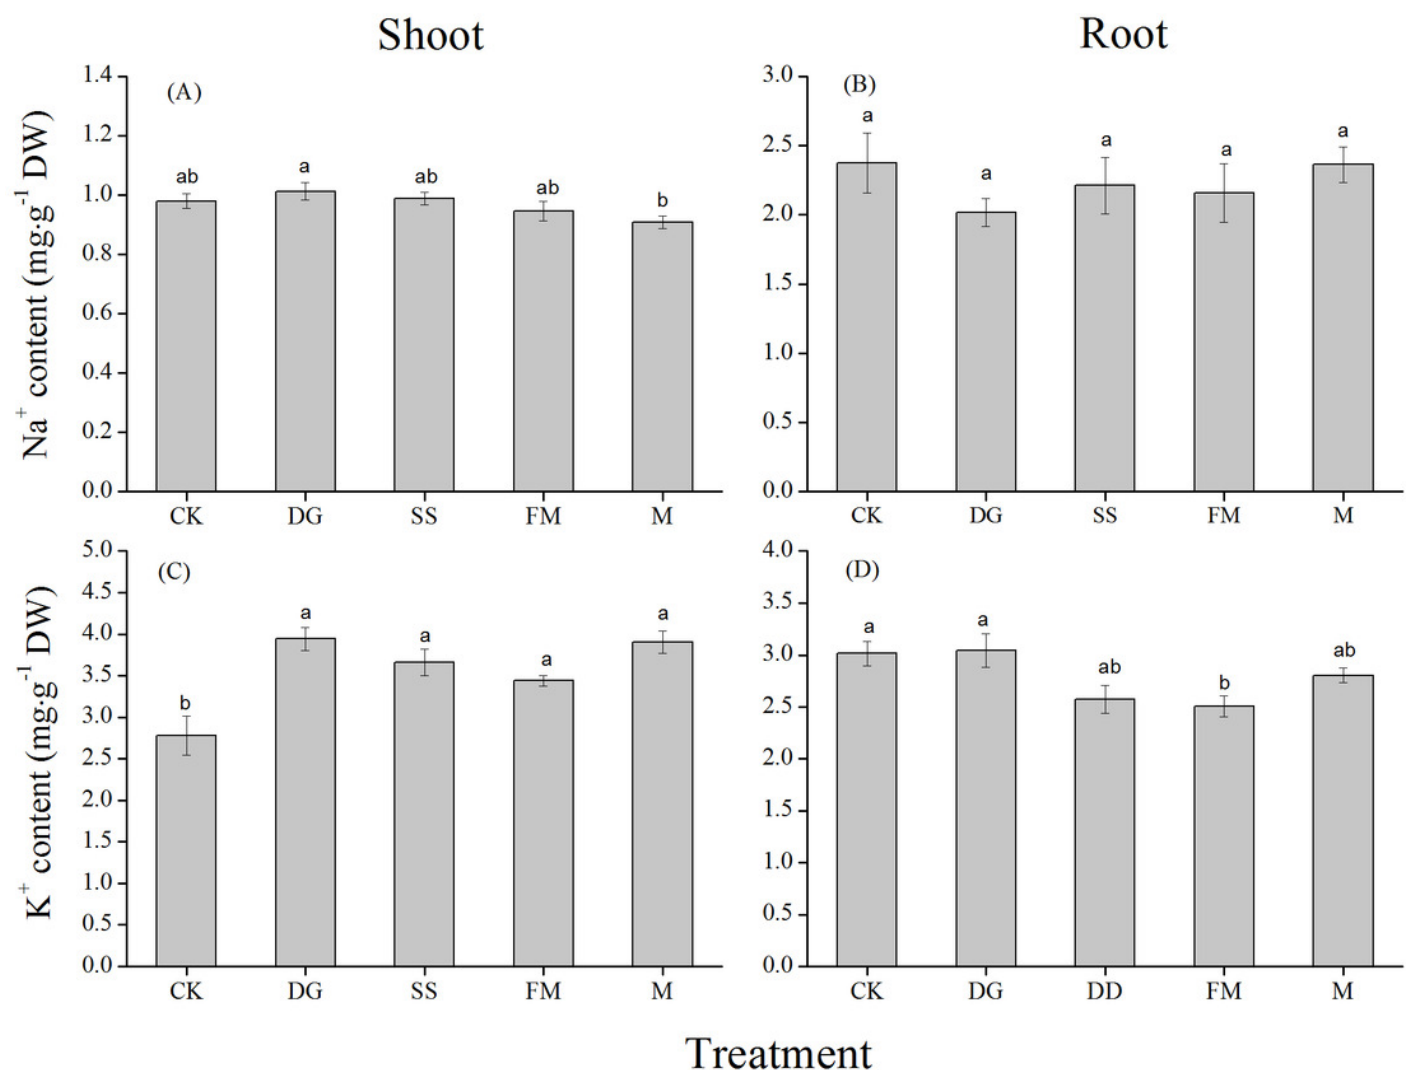 Shoot
Root
Na⁺ content (mg·g⁻¹ DW)
(A)
1.4
1.2
1.0
0.8
0.6
0.4
0.2
0.0
ab
a
ab
ab
b
CK DG SS FM M
(B)
3.0
2.5
2.0
1.5
1.0
0.5
0.0
a
a
a
a
a
CK DG SS FM M
K⁺ content (mg·g⁻¹ DW)
(C)
5.0
4.5
4.0
3.5
3.0
2.5
2.0
1.5
1.0
0.5
0.0
b
a
a
a
a
CK DG SS FM M
(D)
4.0
3.5
3.0
2.5
2.0
1.5
1.0
0.5
0.0
a
a
ab
b
ab
CK DG DD FM M
Treatment